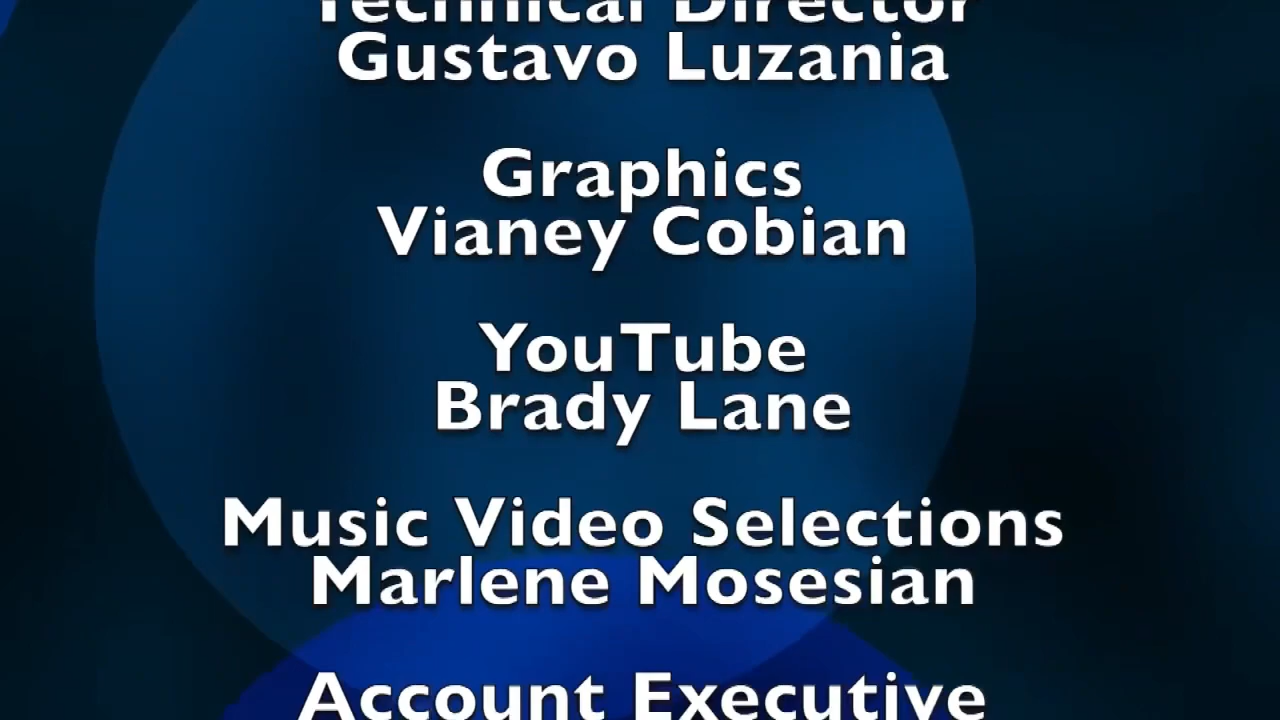 Technical Director
Gustavo Luzania
Graphics
Vianey Cobian
YouTube
Brady Lane
Music Video Selections
Marlene Mosesian
Account Executive